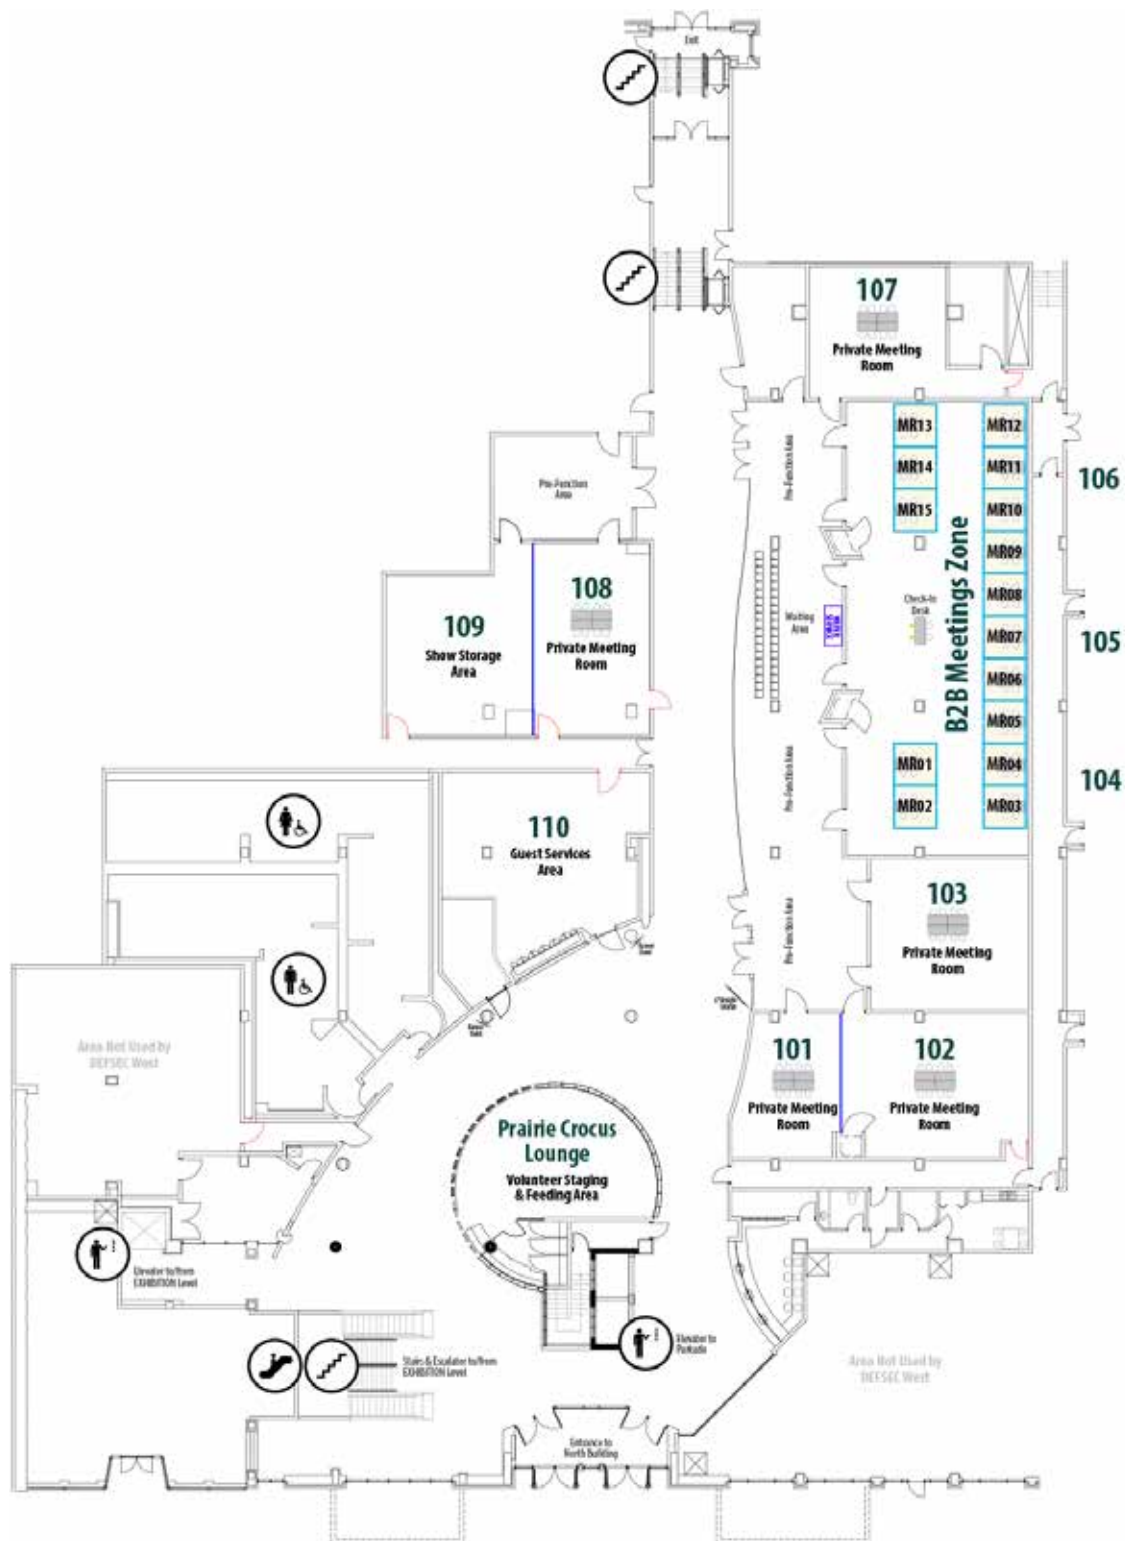 Exit
107
Private Meeting
Room
MR13
MR12
MR14
MR11
MR15
MR10
MR09
MR08
MR07
MR06
MR05
MR01
MR04
MR02
MR03
106
105
104
B2B Meetings Zone
Check-In
Desk
Pre-Function Area
Waiting
Area
Pre-Function Area
Pre-Function Area
Pre-Function
Area
108
Private Meeting
Room
109
Show Storage
Area
110
Guest Services
Area
103
Private Meeting
Room
101
Private Meeting
Room
102
Private Meeting
Room
Area Not Used by
DEFSEC West
Prairie Crocus
Lounge
Volunteer Staging
& Feeding Area
Elevator to/from
EXHIBITION Level
Stairs & Escalator to/from
EXHIBITION Level
Elevator to
Parkade
Area Not Used by
DEFSEC West
Entrance to
North Building